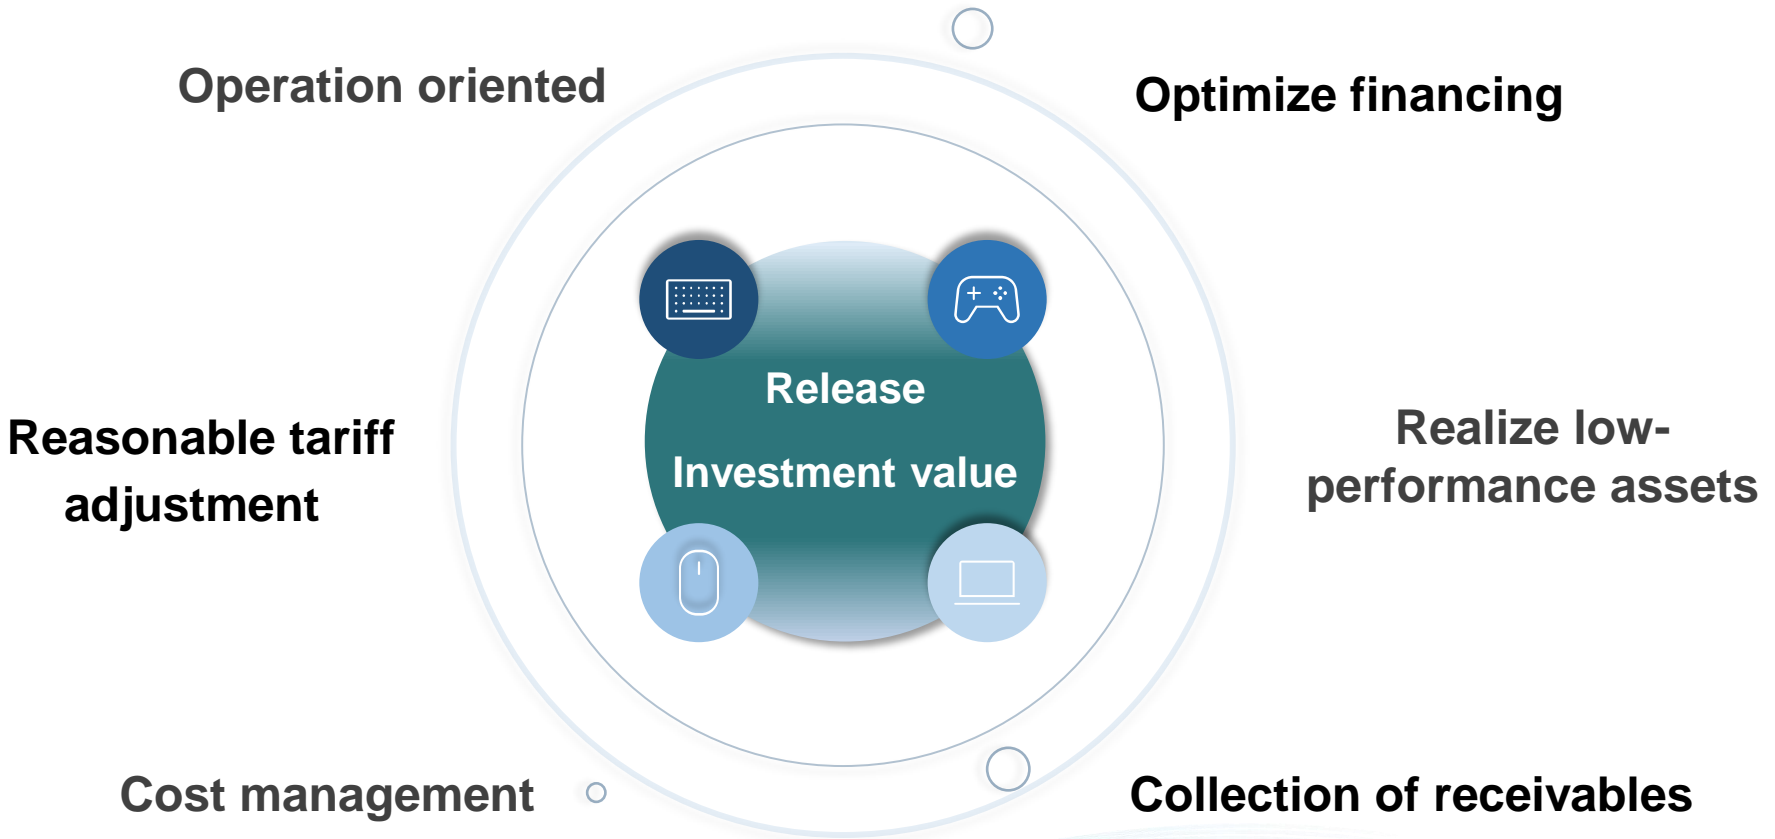 Operation oriented
Optimize financing
Release
Investment value
Reasonable tariff
adjustment
Realize low-
performance assets
Cost management
Collection of receivables